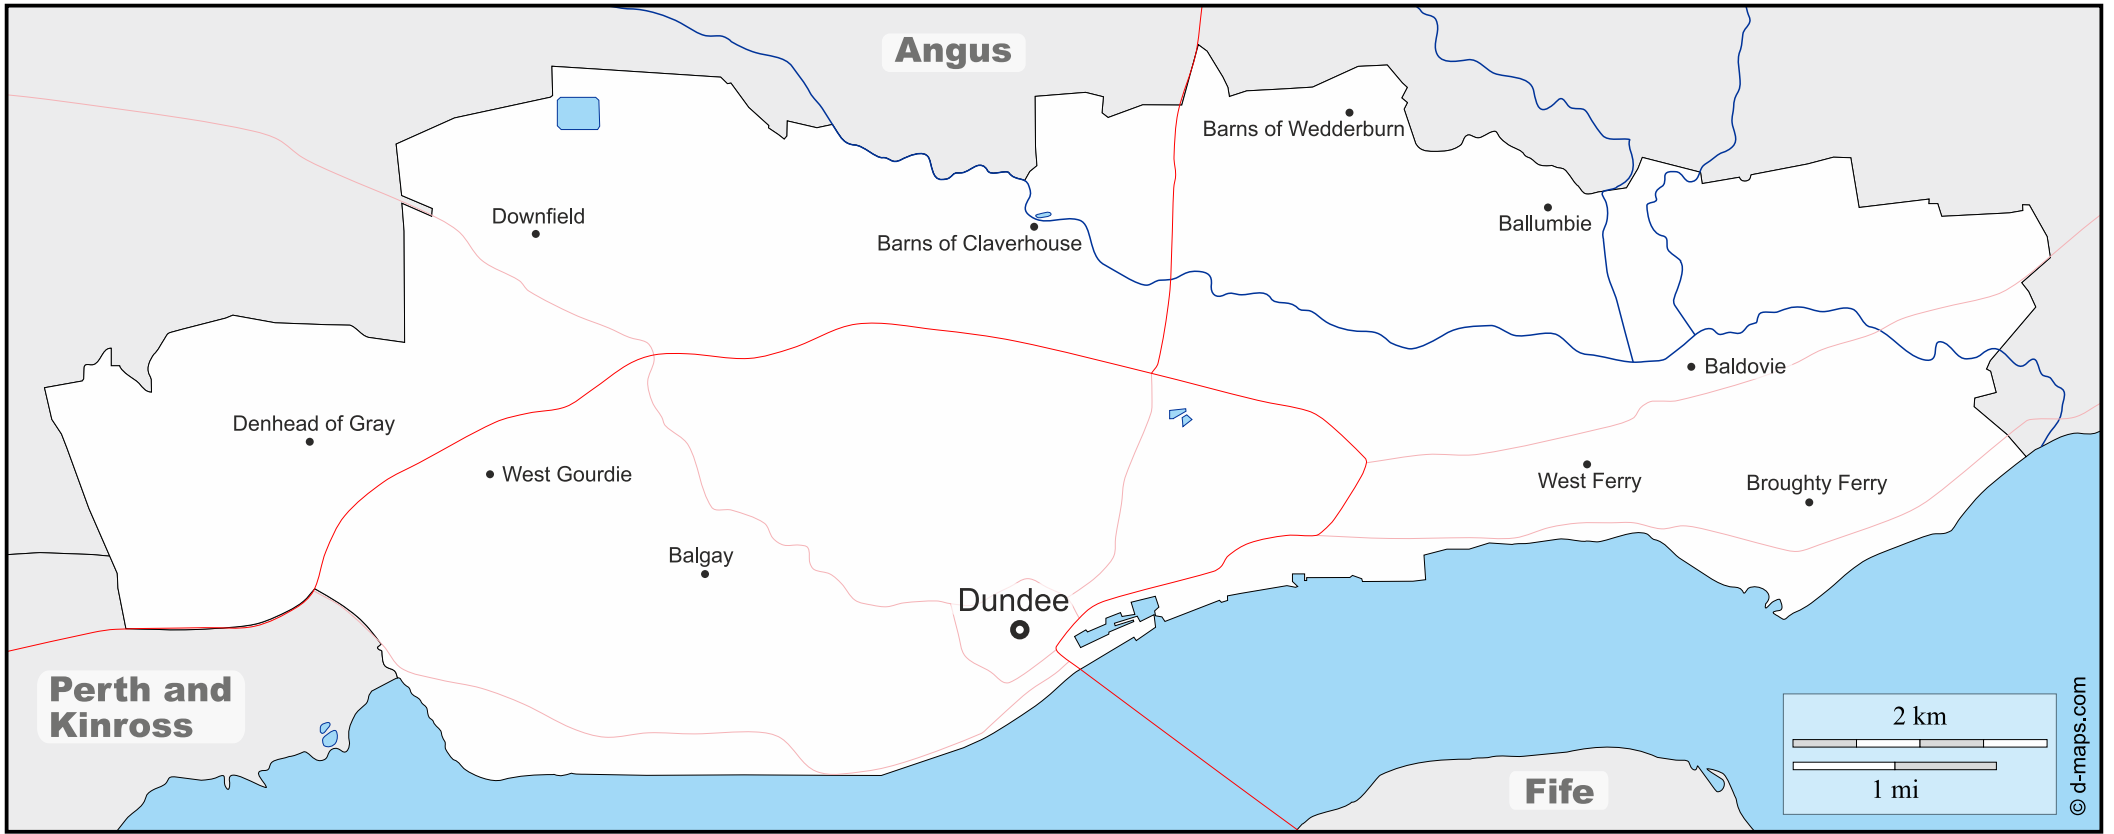 Angus
Barns of Wedderburn
Downfield
Ballumbie
Barns of Claverhouse
Baldovie
Denhead of Gray
West Gourdie
West Ferry
Broughty Ferry
Balgay
Dundee
Perth and
Kinross
2 km
1 mi
Fife
© d-maps.com